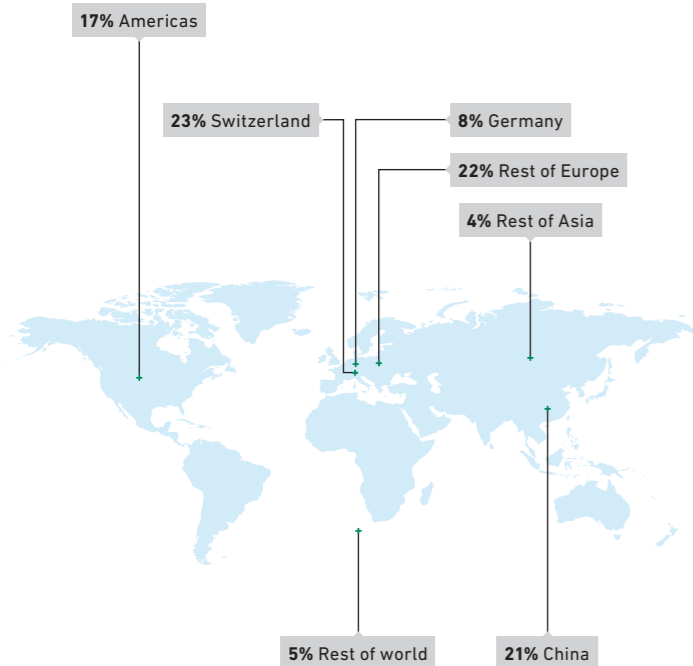 17% Americas
23% Switzerland
8% Germany
22% Rest of Europe
4% Rest of Asia
5% Rest of world
21% China